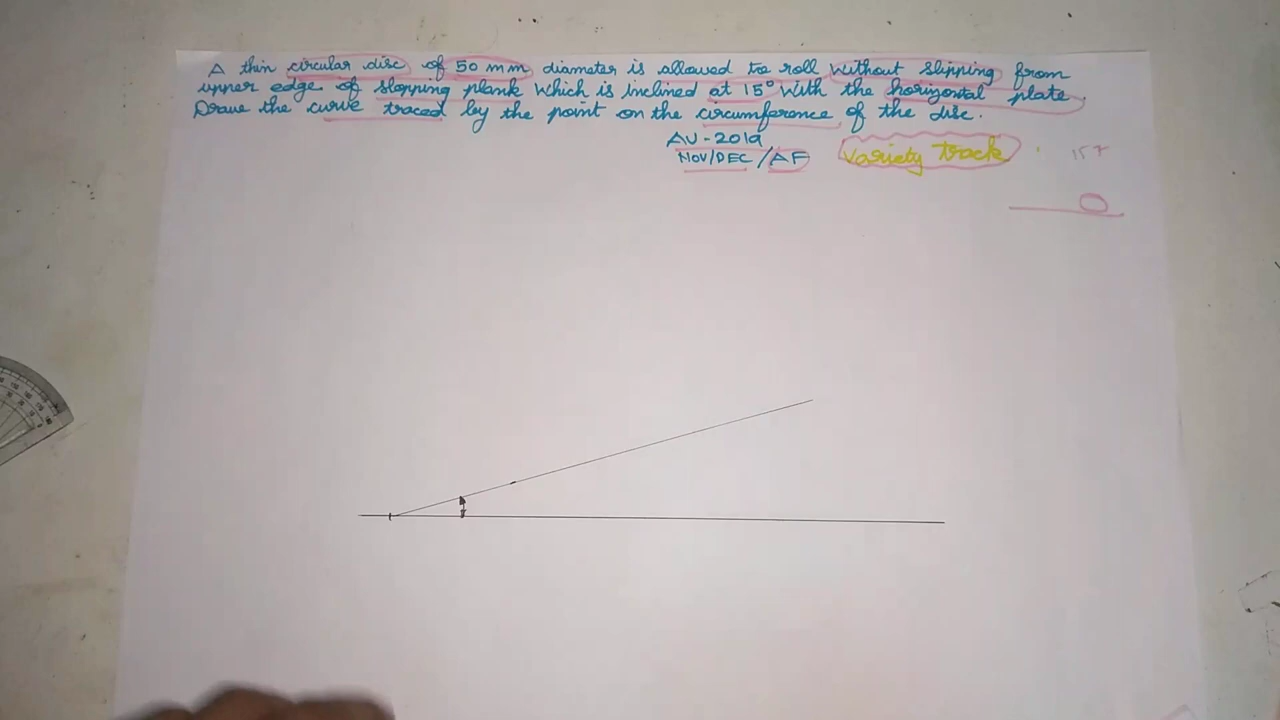 A thin circular disc of 50 mm diameter is allowed to roll without slipping from
upper edge of slopping plank which is inclined at 15° with the horizontal plate.
Draw the curve traced by the point on the circumference of the disc.
AU-2019
NOV/DEC / AF
Variety track
157